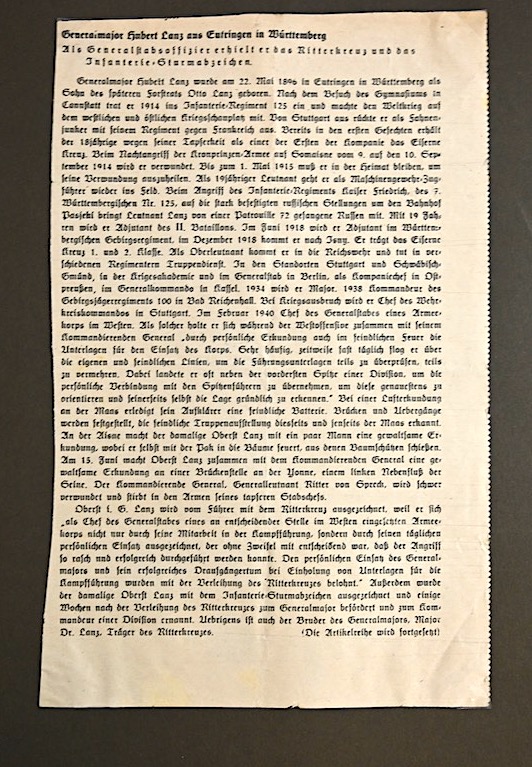 Generalmajor Hubert Lanz aus Entringen in Württemberg
Als Generalstabsoffizier erhielt er das Ritterkreuz und das
Infanterie-Sturmabzeichen.
Generalmajor Hubert Lanz wurde am 22. Mai 1896 in Entringen in Württemberg als
Sohn des späteren Forstrats Otto Lanz geboren. Nach dem Besuch des Gymnasiums in
Cannstatt trat er 1914 ins Infanterie-Regiment 125 ein und machte den Weltkrieg auf
dem westlichen und östlichen Kriegsschauplatz mit. Von Stuttgart aus rückte er als Fahnen-
junker mit seinem Regiment gegen Frankreich aus. Bereits in den ersten Gefechten erhält
der 18jährige wegen seiner Tapferkeit als einer der Ersten der Kompanie das Eiserne
Kreuz. Beim Nachtangriff der Kronprinzen-Armee auf Somaisne vom 9. auf den 10. Sep-
tember 1914 wird er verwundet. Bis zum 1. Mai 1915 muß er in der Heimat bleiben, um
seine Verwundung auszuheilen. Als 19jähriger Leutnant geht er als Maschinengewehr-Zug-
führer wieder ins Feld. Beim Angriff des Infanterie-Regiments Kaiser Friedrich, des 7.
Württembergischen Nr. 125, auf die stark befestigten russischen Stellungen um den Bahnhof
Pasjeki bringt Leutnant Lanz von einer Patrouille 72 gefangene Russen mit. Mit 19 Jah-
ren wird er Adjutant des II. Bataillons. Im Juni 1918 wird er Adjutant im Württem-
bergischen Gebirgsregiment, im Dezember 1918 kommt er nach Isny. Er trägt das Eiserne
Kreuz 1. und 2. Klasse. Als Oberleutnant kommt er in die Reichswehr und tut in ver-
schiedenen Regimentern Truppendienst. In den Standorten Stuttgart und Schwäbisch-
Gmünd, in der Kriegsakademie und im Generalstab in Berlin, als Kompaniechef in Ost-
preußen, im Generalkommando in Kassel. 1934 wird er Major. 1938 Kommandeur des
Gebirgsjägerregiments 100 in Bad Reichenhall. Bei Kriegsausbruch wird er Chef des Wehr-
kreiskommandos in Stuttgart. Im Februar 1940 Chef des Generalstabes eines Armee-
korps im Westen. Als solcher holte er sich während der Westoffensive zusammen mit seinem
Kommandierenden General „durch persönliche Erkundung auch im feindlichen Feuer die
Unterlagen für den Einsatz des Korps. Sehr häufig, zeitweise fast täglich flog er über
die eigenen und feindlichen Linien, um die Führungsunterlagen teils zu überprüfen, teils
zu vermehren. Dabei landete er oft neben der vordersten Spitze einer Division, um die
persönliche Verbindung mit den Spitzenführern zu übernehmen, um diese genauestens zu
orientieren und seinerseits selbst die Lage gründlich zu erkennen.“ Bei einer Lufterkundung
an der Maas erledigt sein Aufklärer eine feindliche Batterie. Brücken und Uebergänge
werden festgestellt, die feindliche Truppenaufstellung diesseits und jenseits der Maas erkannt.
An der Aisne macht der damalige Oberst Lanz mit ein paar Mann eine gewaltsame Er-
kundung, wobei er selbst mit der Pak in die Bäume feuert, aus denen Baumschützen schießen.
Am 15. Juni macht Oberst Lanz zusammen mit dem Kommandierenden General eine ge-
waltsame Erkundung an einer Brückenstelle an der Yonne, einem linken Nebenfluß der
Seine. Der Kommandierende General, Generalleutnant Ritter von Speck, wird schwer
verwundet und stirbt in den Armen seines tapferen Stabschefs.
Oberst i. G. Lanz wird vom Führer mit dem Ritterkreuz ausgezeichnet, weil er sich
„als Chef des Generalstabes eines an entscheidender Stelle im Westen eingesetzten Armee-
korps nicht nur durch seine Mitarbeit in der Kampfführung, sondern durch seinen täglichen
persönlichen Einsatz ausgezeichnet, der ohne Zweifel mit entscheidend war, daß der Angriff
so rasch und erfolgreich durchgeführt werden konnte. Den persönlichen Einsatz des General-
majors und sein erfolgreiches Draufgängertum bei Einholung von Unterlagen für die
Kampfführung wurden mit der Verleihung des Ritterkreuzes belohnt.“ Außerdem wurde
der damalige Oberst Lanz mit dem Infanterie-Sturmabzeichen ausgezeichnet und einige
Wochen nach der Verleihung des Ritterkreuzes zum Generalmajor befördert und zum Kom-
mandeur einer Division ernannt. Uebrigens ist auch der Bruder des Generalmajors, Major
Dr. Lanz, Träger des Ritterkreuzes. (Die Artikelreihe wird fortgesetzt)